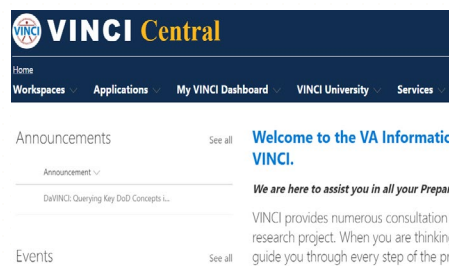 VINCI
VINCI Central
Home
Workspaces Applications My VINCI Dashboard VINCI University Services
Announcements See all
Announcement
DaVINCI: Querying Key DoD Concepts i...
Events See all
Welcome to the VA Informatic
VINCI.
We are here to assist you in all your Prepar
VINCI provides numerous consultation
research project. When you are thinkin
guide you through every step of the pr